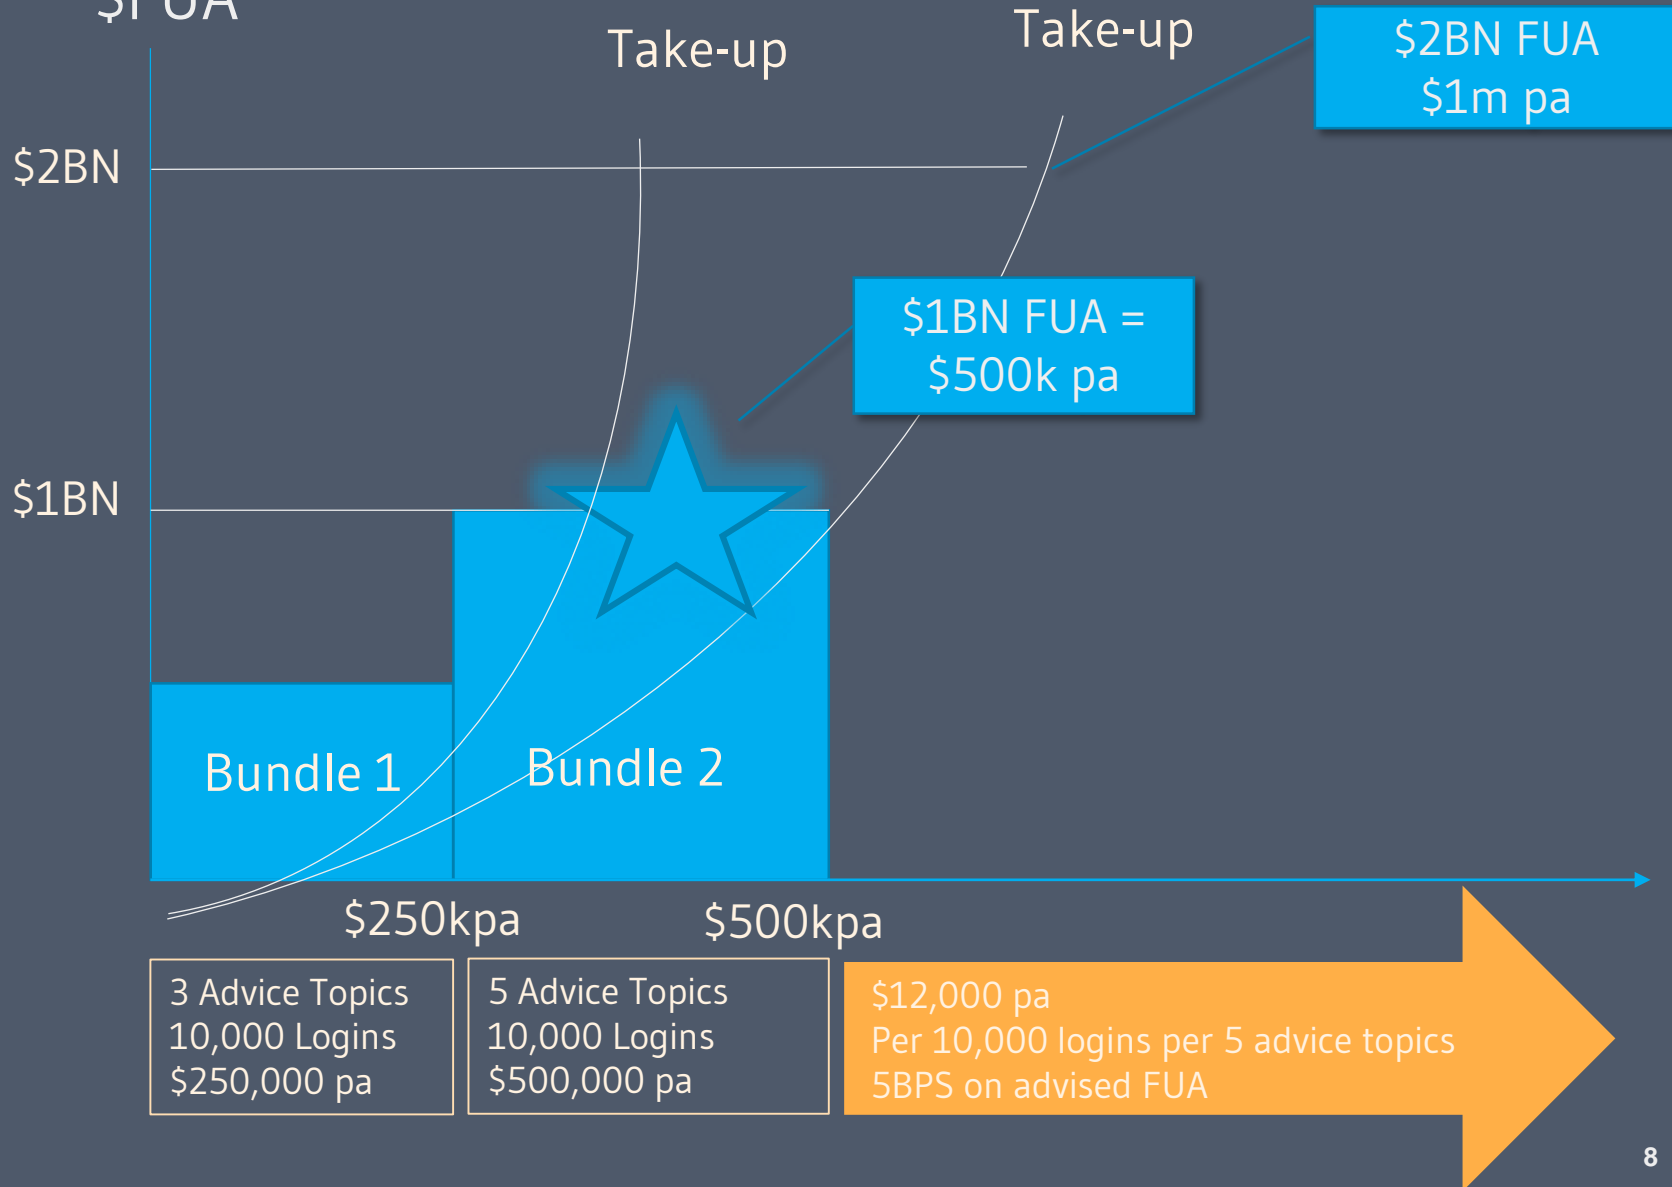 $FUA
Take-up
Take-up
$2BN FUA
$1m pa
$2BN
$1BN FUA =
$500k pa
$1BN
Bundle 1
Bundle 2
$250kpa
$500kpa
3 Advice Topics
10,000 Logins
$250,000 pa
5 Advice Topics
10,000 Logins
$500,000 pa
$12,000 pa
Per 10,000 logins per 5 advice topics
5BPS on advised FUA
8